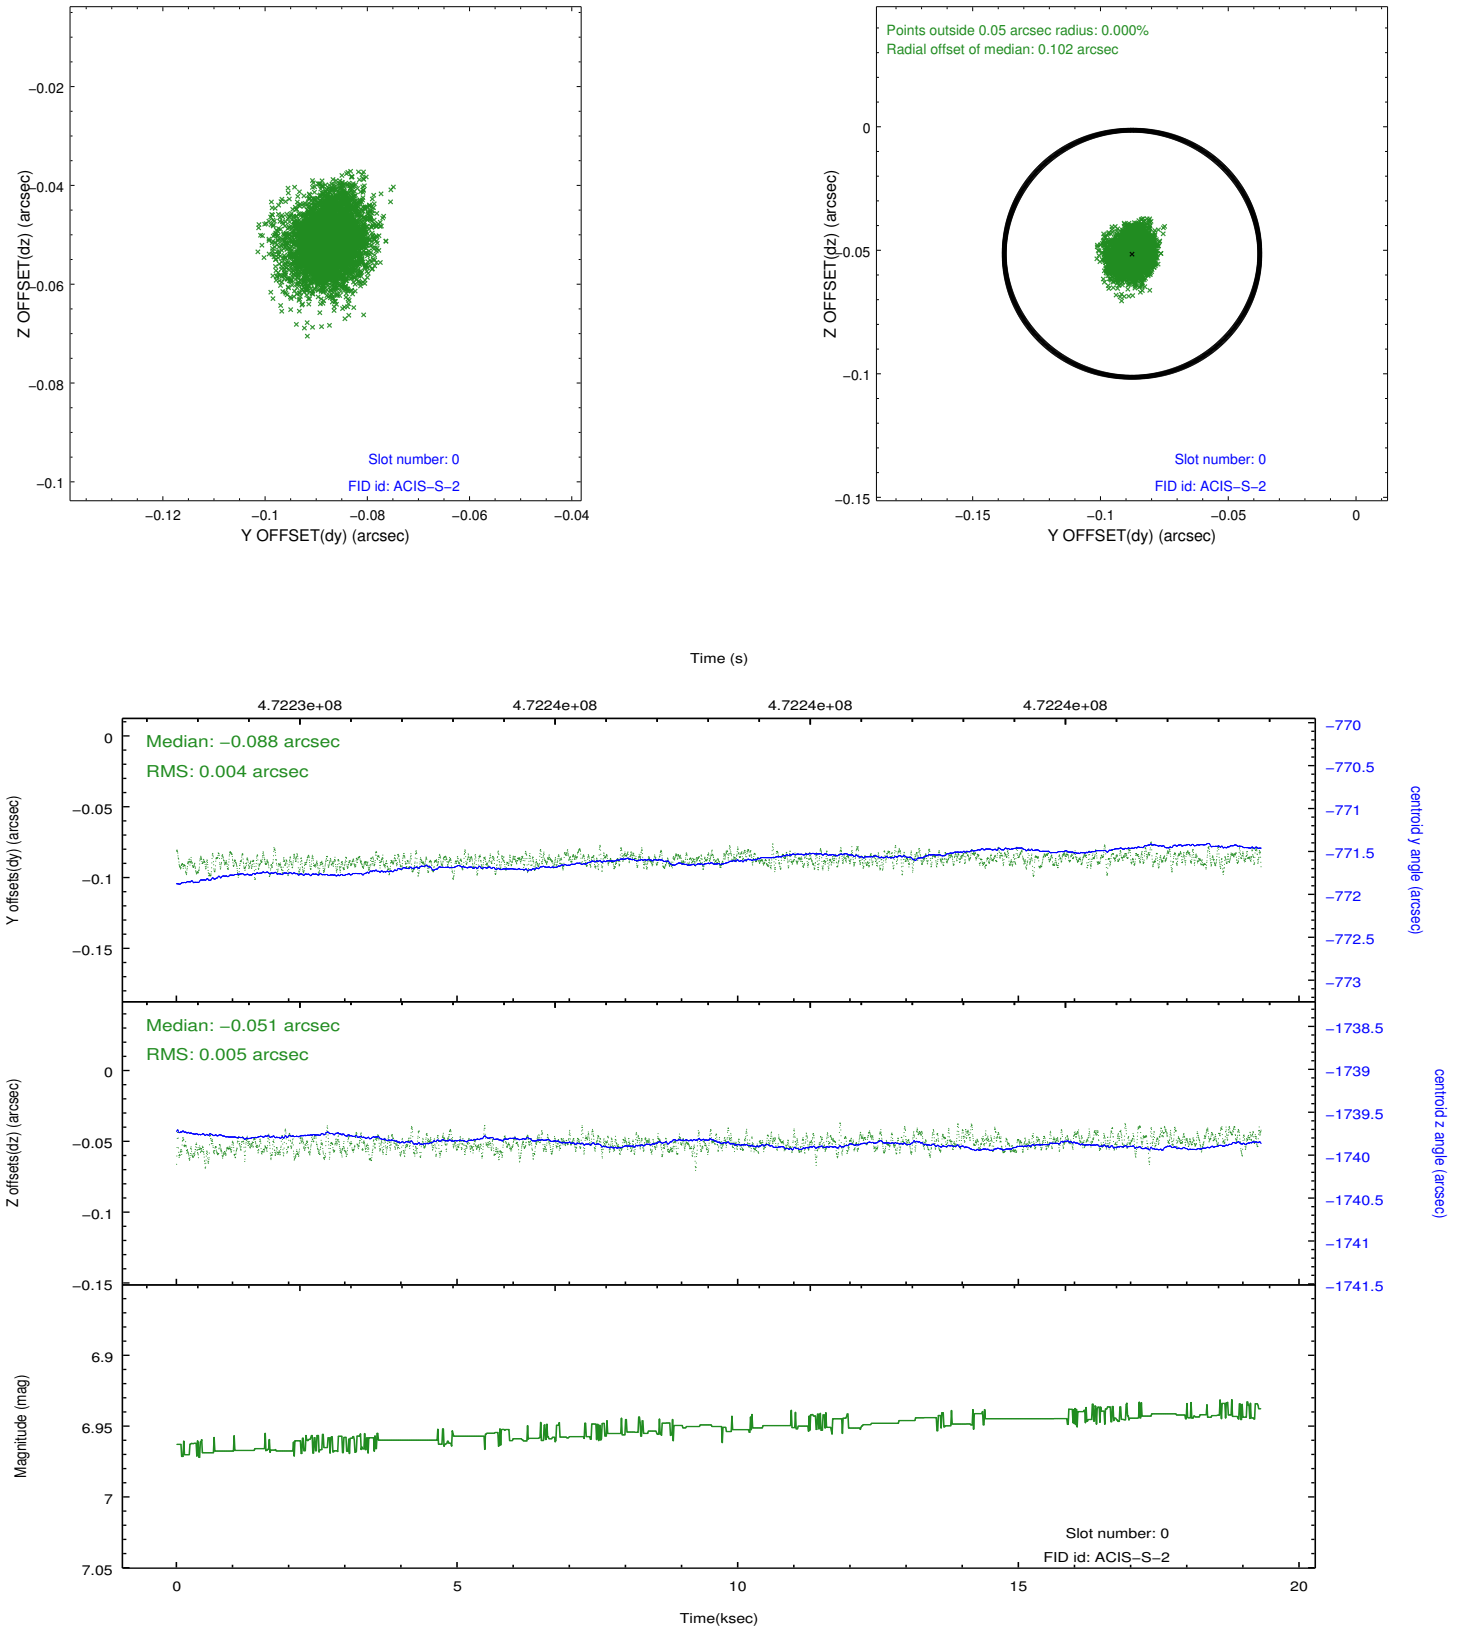 −0.02
−0.04
−0.06
−0.08
−0.1
Z OFFSET(dz) (arcsec)
Slot number: 0
FID id: ACIS−S−2
−0.12 −0.1 −0.08 −0.06 −0.04
Y OFFSET(dy) (arcsec)
Points outside 0.05 arcsec radius: 0.000%
Radial offset of median: 0.102 arcsec
0
−0.05
−0.1
−0.15
Z OFFSET(dz) (arcsec)
Slot number: 0
FID id: ACIS−S−2
−0.15 −0.1 −0.05 0
Y OFFSET(dy) (arcsec)
Time (s)
4.7223e+08 4.7224e+08 4.7224e+08 4.7224e+08
Median: −0.088 arcsec
RMS: 0.004 arcsec
0
−0.05
−0.1
−0.15
Y offsets(dy) (arcsec)
−770
−770.5
−771
−771.5
−772
−772.5
−773
centroid y angle (arcsec)
Median: −0.051 arcsec
RMS: 0.005 arcsec
0
−0.05
−0.1
−0.15
Z offsets(dz) (arcsec)
−1738.5
−1739
−1739.5
−1740
−1740.5
−1741
−1741.5
centroid z angle (arcsec)
6.9
6.95
7
7.05
Magnitude (mag)
Slot number: 0
FID id: ACIS−S−2
0 5 10 15 20
Time(ksec)